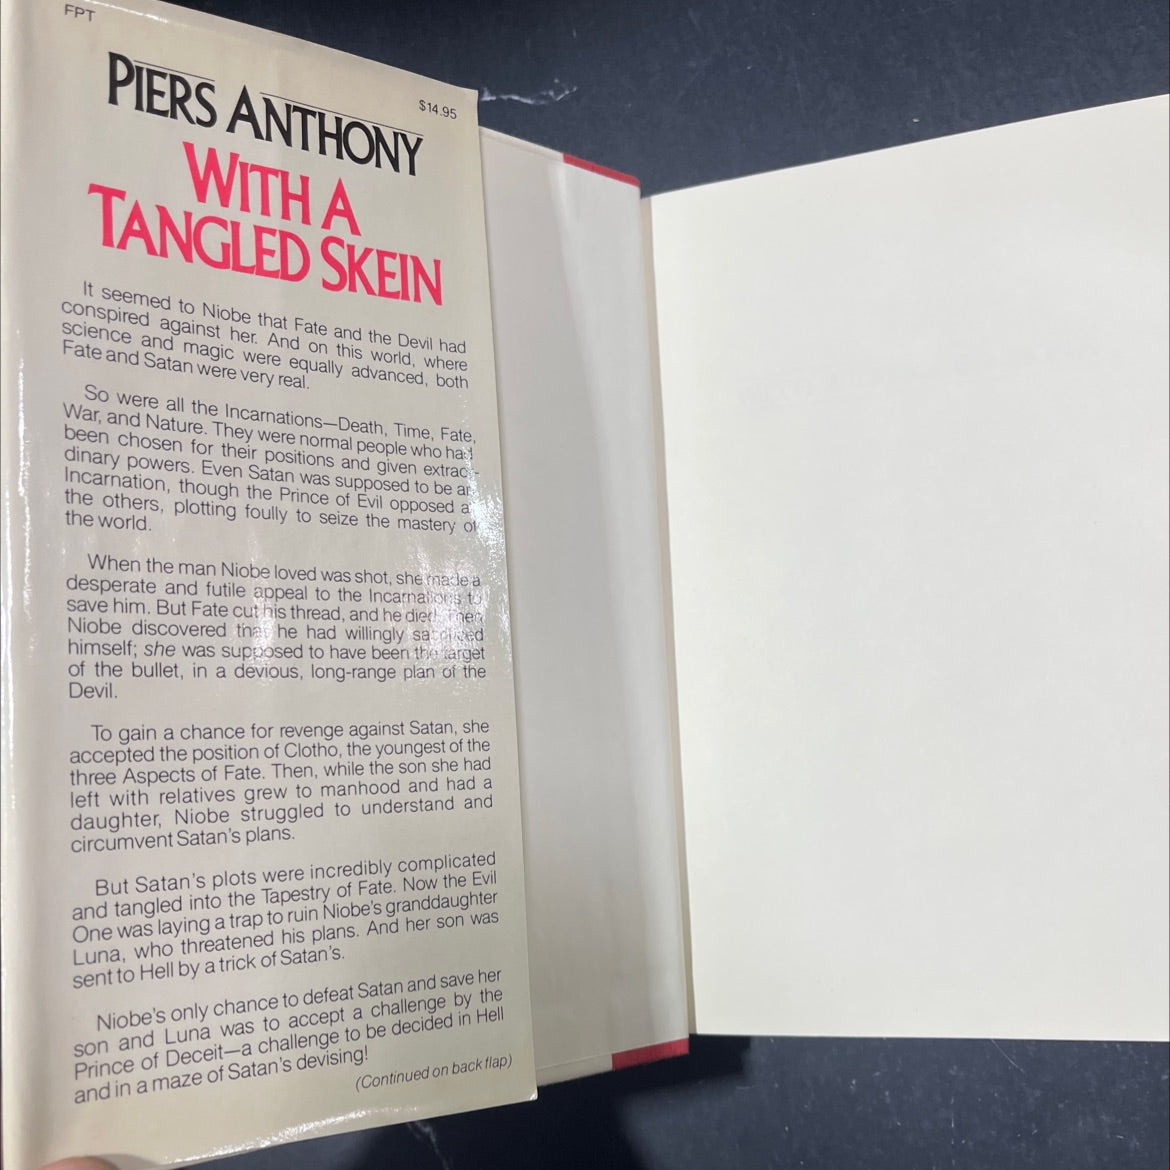 FPT
$14.95
PIERS ANTHONY
WITH A
TANGLED SKEIN
It seemed to Niobe that Fate and the Devil had
conspired against her. And on this world, where
science and magic were equally advanced, both
Fate and Satan were very real.
So were all the Incarnations—Death, Time, Fate,
War, and Nature. They were normal people who had
been chosen for their positions and given extraor-
dinary powers. Even Satan was supposed to be an
Incarnation, though the Prince of Evil opposed all
the others, plotting foully to seize the mastery of
the world.
When the man Niobe loved was shot, she made a
desperate and futile appeal to the Incarnations to
save him. But Fate cut his thread, and he died. Then
Niobe discovered that he had willingly sacrificed
himself; she was supposed to have been the target
of the bullet, in a devious, long-range plan of the
Devil.
To gain a chance for revenge against Satan, she
accepted the position of Clotho, the youngest of the
three Aspects of Fate. Then, while the son she had
left with relatives grew to manhood and had a
daughter, Niobe struggled to understand and
circumvent Satan's plans.
But Satan's plots were incredibly complicated
and tangled into the Tapestry of Fate. Now the Evil
One was laying a trap to ruin Niobe's granddaughter
Luna, who threatened his plans. And her son was
sent to Hell by a trick of Satan's.
Niobe's only chance to defeat Satan and save her
son and Luna was to accept a challenge by the
Prince of Deceit—a challenge to be decided in Hell
and in a maze of Satan's devising!
(Continued on back flap)